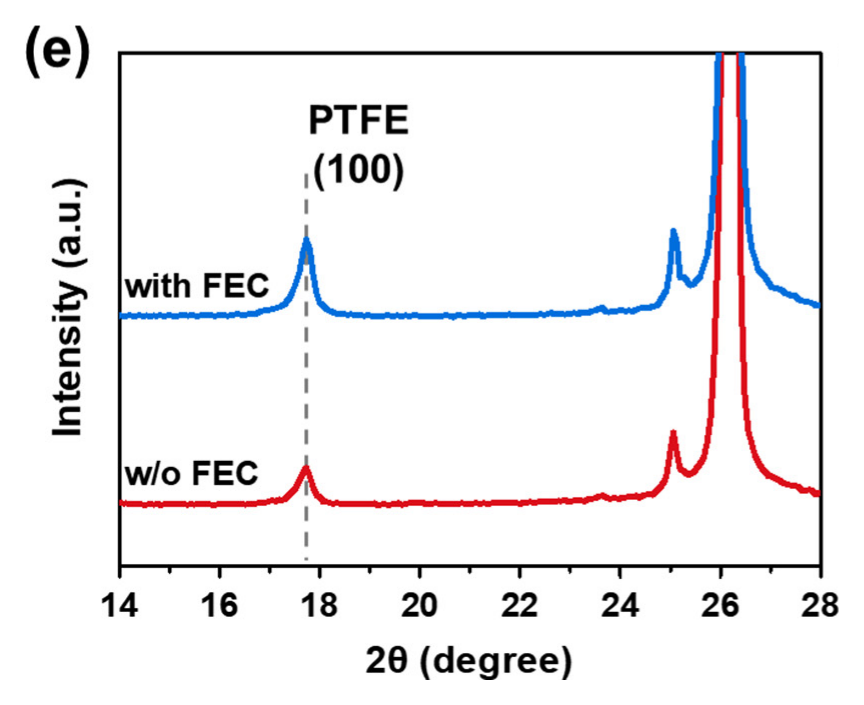 (e)
PTFE
(100)
with FEC
w/o FEC
Intensity (a.u.)
14 16 18 20 22 24 26 28
2θ (degree)